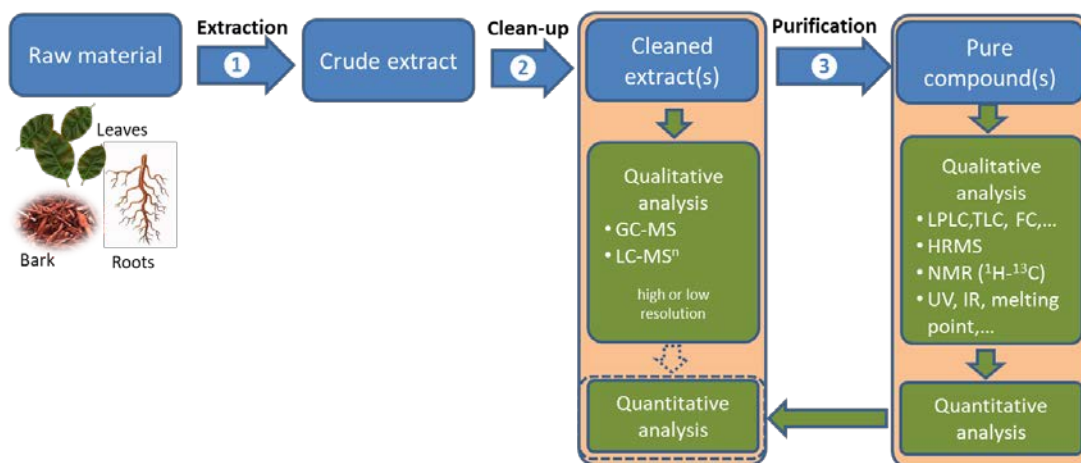 Raw material
Extraction
1
Crude extract
Clean-up
2
Cleaned
extract(s)
Purification
3
Pure
compound(s)
Leaves
Bark
Roots
Qualitative
analysis
• GC-MS
• LC-MSⁿ
high or low
resolution
Quantitative
analysis
Qualitative
analysis
• LPLC,TLC, FC,...
• HRMS
• NMR (¹H-¹³C)
• UV, IR, melting
point,...
Quantitative
analysis